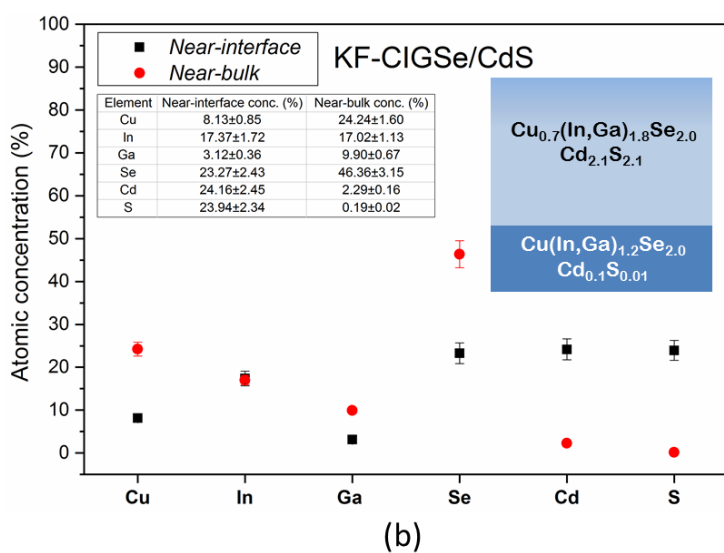 100
90
80
70
60
50
40
30
20
10
0
Atomic concentration (%)
Near-interface
Near-bulk
KF-CIGSe/CdS
Element Near-interface conc. (%) Near-bulk conc. (%)
Cu 8.13±0.85 24.24±1.60
In 17.37±1.72 17.02±1.13
Ga 3.12±0.36 9.90±0.67
Se 23.27±2.43 46.36±3.15
Cd 24.16±2.45 2.29±0.16
S 23.94±2.34 0.19±0.02
Cu0.7(In,Ga)1.8Se2.0
Cd2.1S2.1
Cu(In,Ga)1.2Se2.0
Cd0.1S0.01
Cu In Ga Se Cd S
(b)